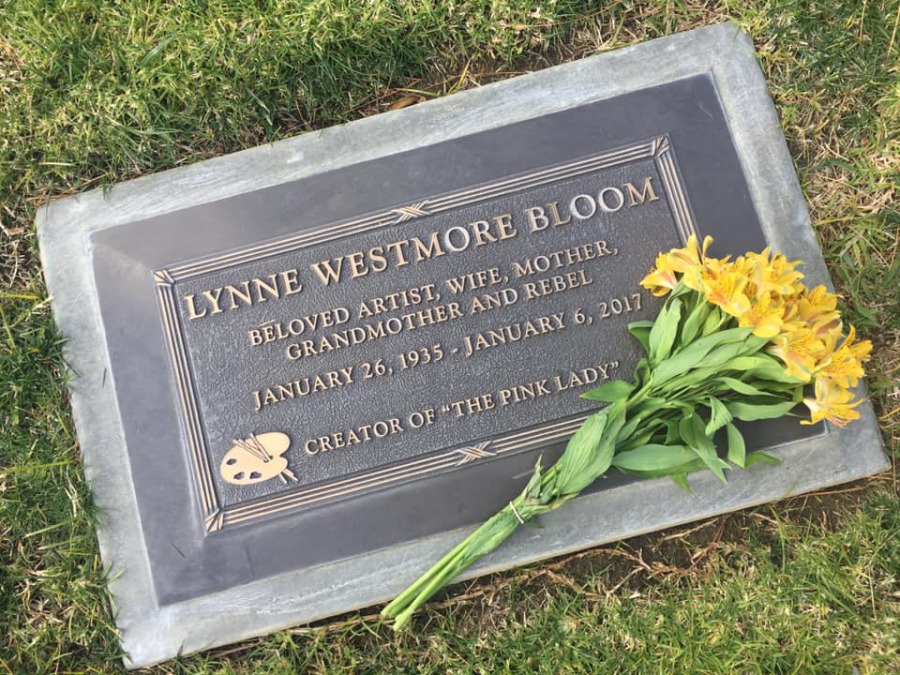 LYNNE WESTMORE BLOOM
BELOVED ARTIST, WIFE, MOTHER,
GRANDMOTHER AND REBEL
JANUARY 26, 1935 - JANUARY 6, 2017
CREATOR OF "THE PINK LADY"